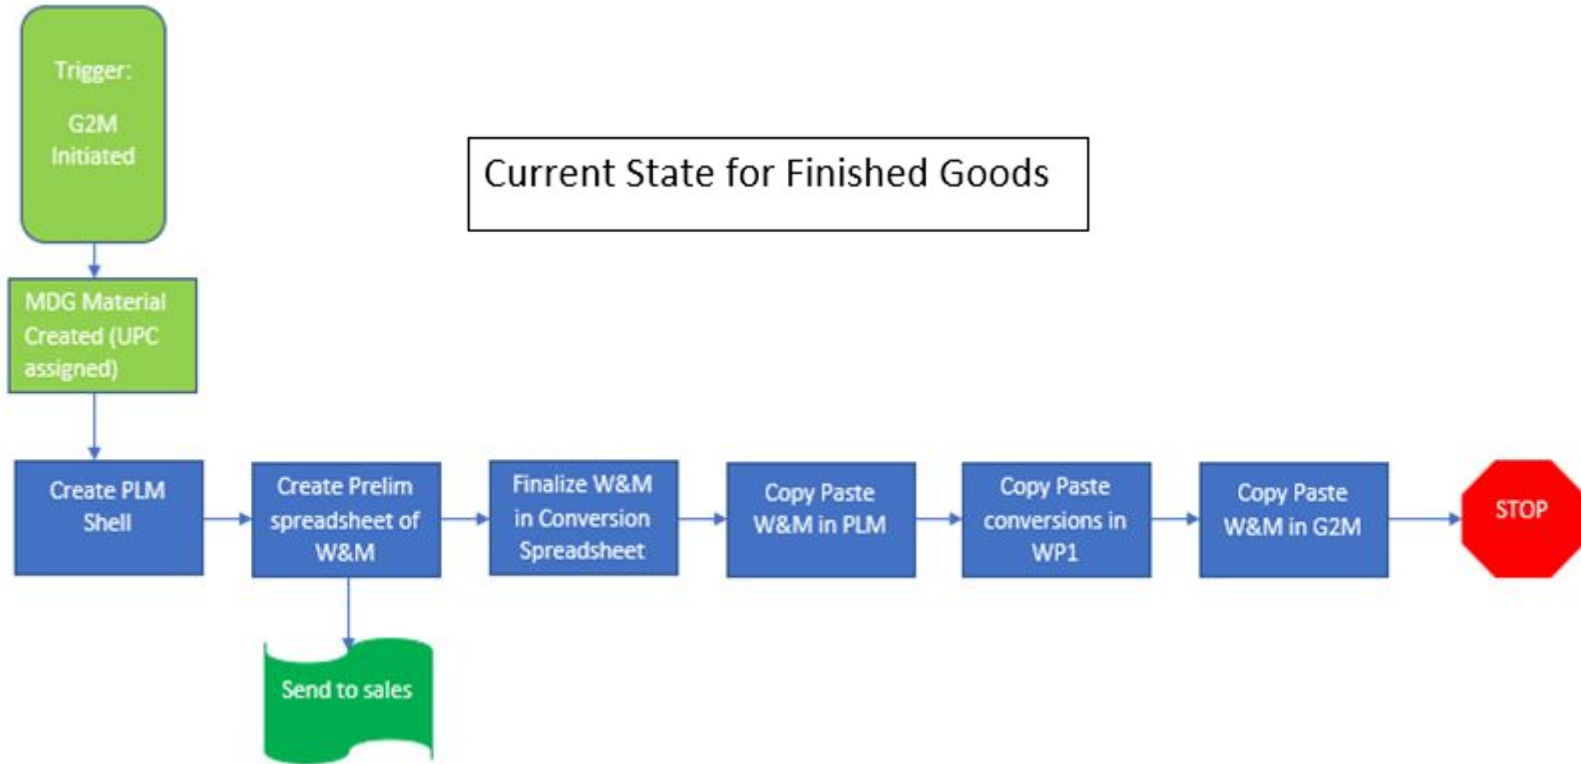 Trigger:
G2M
Initiated
Current State for Finished Goods
MDG Material
Created (UPC
assigned)
Create PLM
Shell
Create Prelim
spreadsheet of
W&M
Finalize W&M
in Conversion
Spreadsheet
Copy Paste
W&M in PLM
Copy Paste
conversions in
WP1
Copy Paste
W&M in G2M
STOP
Send to sales